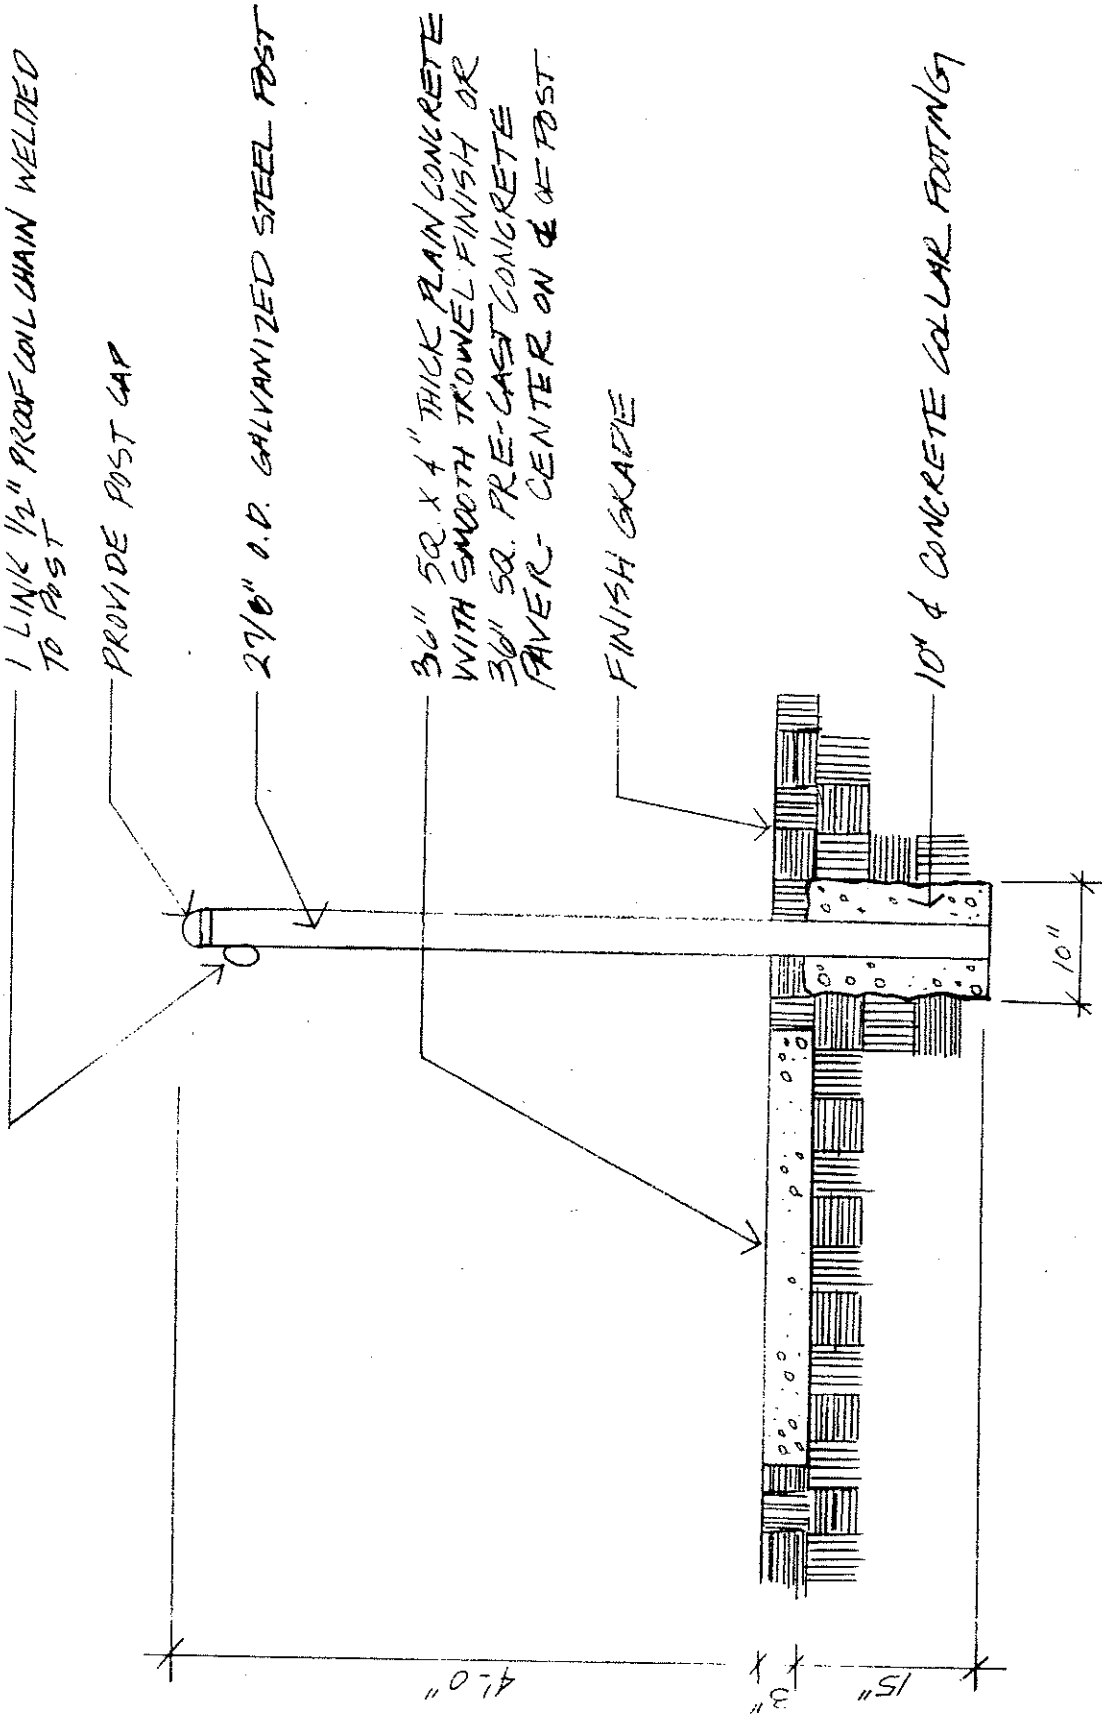 1 LINK 1/2" PROOF COIL CHAIN WELDED
TO POST
PROVIDE POST CAP
2 7/8" O.D. GALVANIZED STEEL POST
36" SQ. X 4" THICK PLAIN CONCRETE
WITH SMOOTH TROWEL FINISH OR
36" SQ. PRE-CAST CONCRETE
PAVER - CENTER ON ℄ OF POST.
FINISH GRADE
10" ϕ CONCRETE COLLAR FOOTING
4'-0"
3"
15"
10"